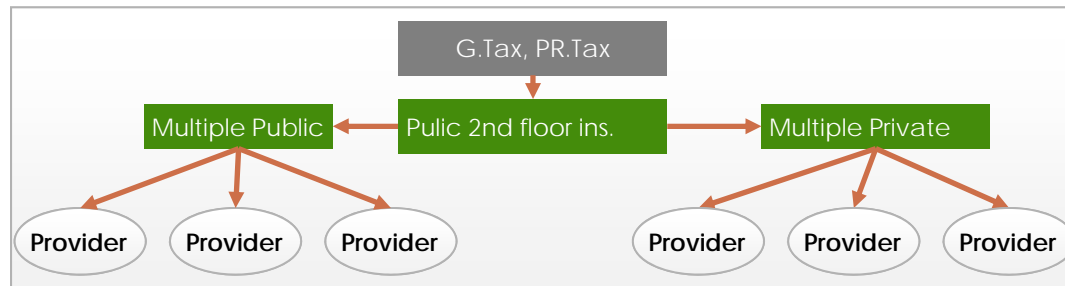 G.Tax, PR.Tax
Multiple Public
Pulic 2nd floor ins.
Multiple Private
Provider
Provider
Provider
Provider
Provider
Provider